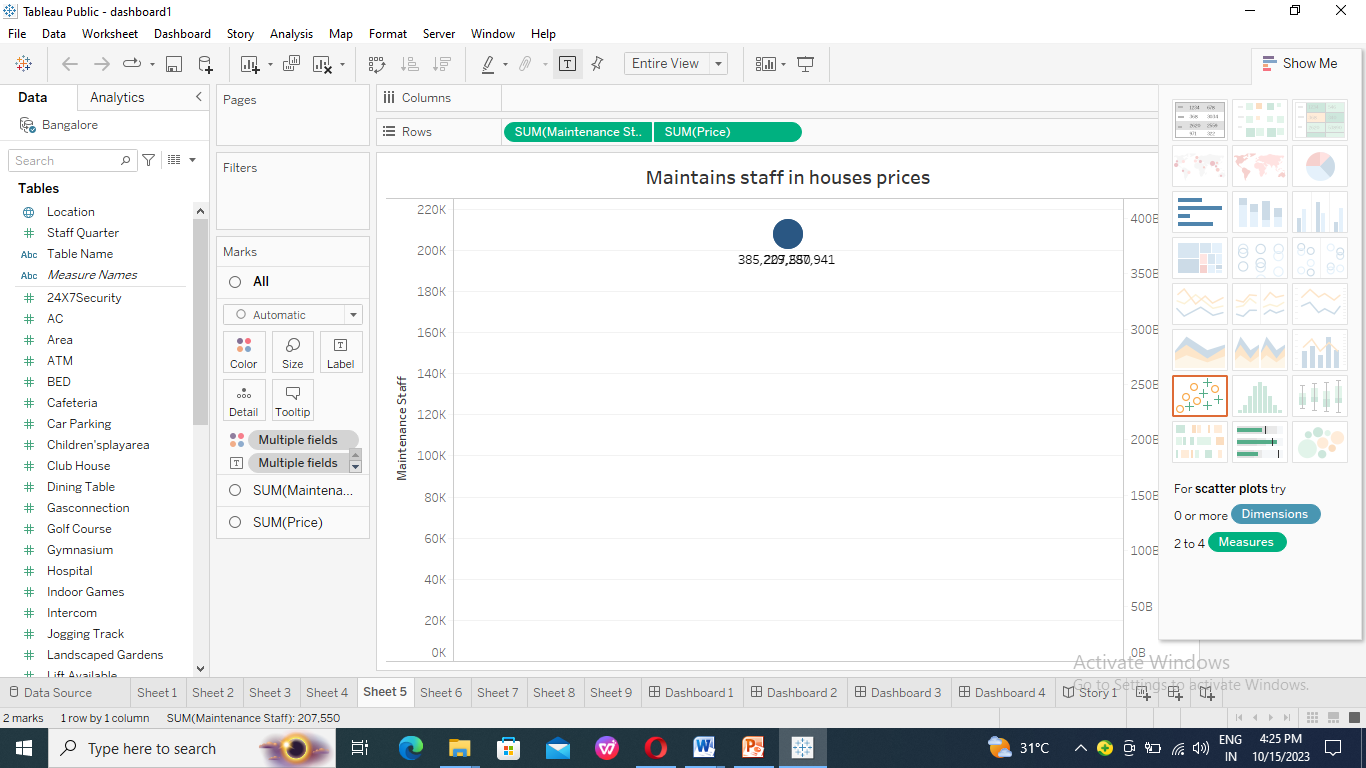 Tableau Public - dashboard1
File Data Worksheet Dashboard Story Analysis Map Format Server Window Help
Entire View
Show Me
Data Analytics
Bangalore
Search
Tables
Location
Staff Quarter
Abc Table Name
Abc Measure Names
24X7Security
AC
Area
ATM
BED
Cafeteria
Car Parking
Children'splayarea
Club House
Dining Table
Gasconnection
Golf Course
Gymnasium
Hospital
Indoor Games
Intercom
Jogging Track
Landscaped Gardens
Lift Available
Pages
Filters
Marks
All
Automatic
Color Size Label
Detail Tooltip
Multiple fields
Multiple fields
SUM(Maintena...
SUM(Price)
Columns
Rows SUM(Maintenance St.. SUM(Price)
Maintains staff in houses prices
Maintenance Staff
220K
200K
180K
160K
140K
120K
100K
80K
60K
40K
20K
0K
400B
350B
300B
250B
200B
150B
100B
50B
0B
For scatter plots try
0 or more Dimensions
2 to 4 Measures
Activate Windows
Go to Settings to activate Windows.
Data Source Sheet 1 Sheet 2 Sheet 3 Sheet 4 Sheet 5 Sheet 6 Sheet 7 Sheet 8 Sheet 9 Dashboard 1 Dashboard 2 Dashboard 3 Dashboard 4 Story 1
2 marks 1 row by 1 column SUM(Maintenance Staff): 207,550
Type here to search
31°C
ENG
IN
4:25 PM
10/15/2023